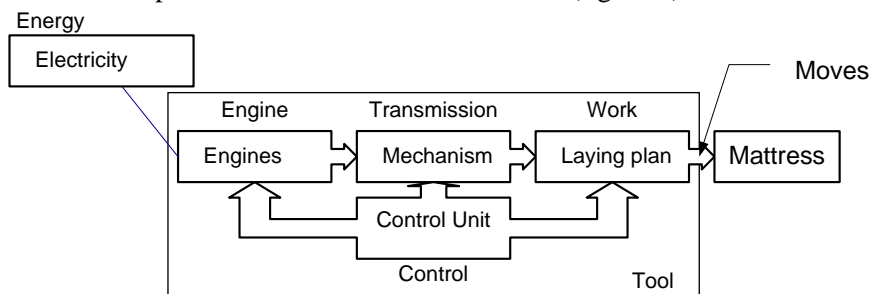 Energy
Electricity
Moves
Engine Transmission Work
Engines Mechanism Laying plan Mattress
Control Unit
Control
Tool